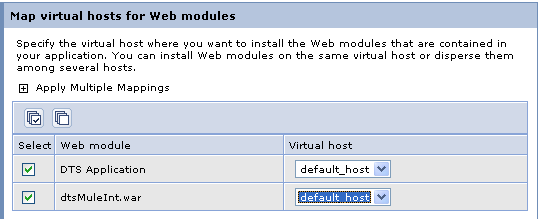 Map virtual hosts for Web modules
Specify the virtual host where you want to install the Web modules that are contained in
your application. You can install Web modules on the same virtual host or disperse them
among several hosts.
Apply Multiple Mappings
Select Web module Virtual host
DTS Application default_host
dtsMuleInt.war default_host